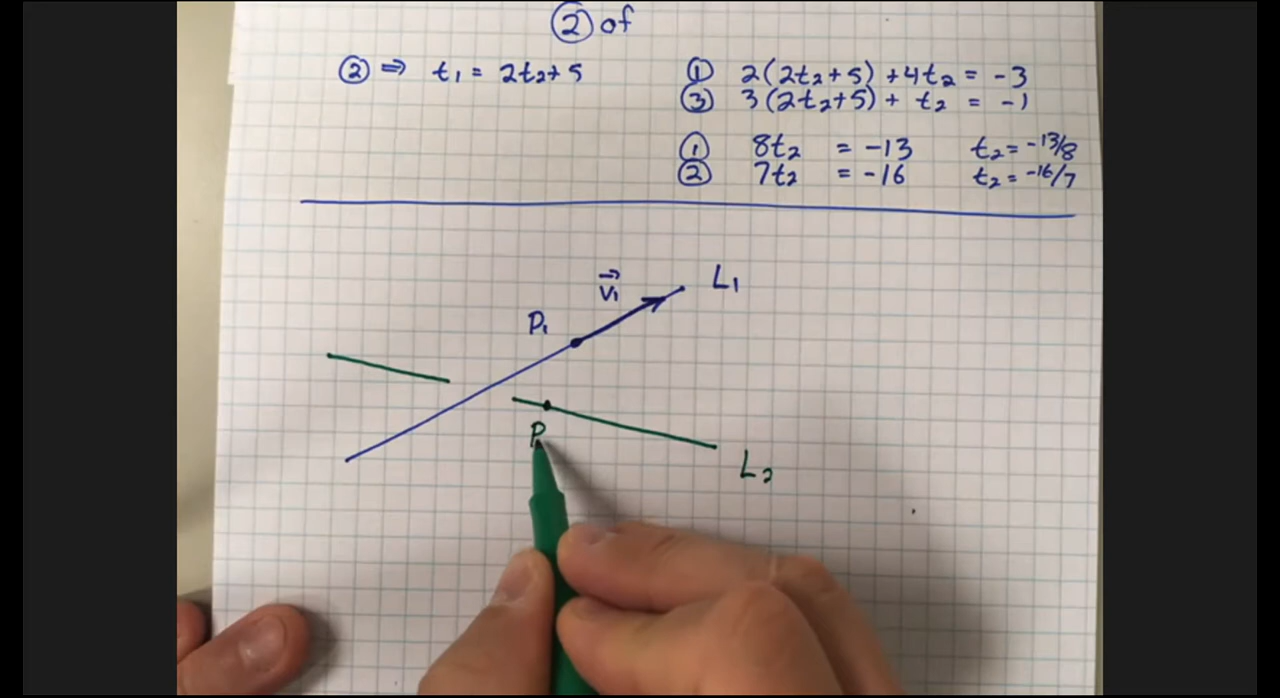 ② of
② ⇒ t₁ = 2t₂+5
① 2(2t₂+5) +4t₂ = -3
③ 3(2t₂+5) + t₂ = -1
① 8t₂ = -13 t₂ = -13/8
② 7t₂ = -16 t₂ = -16/7
L₁
v⃗₁
P₁
P
L₂